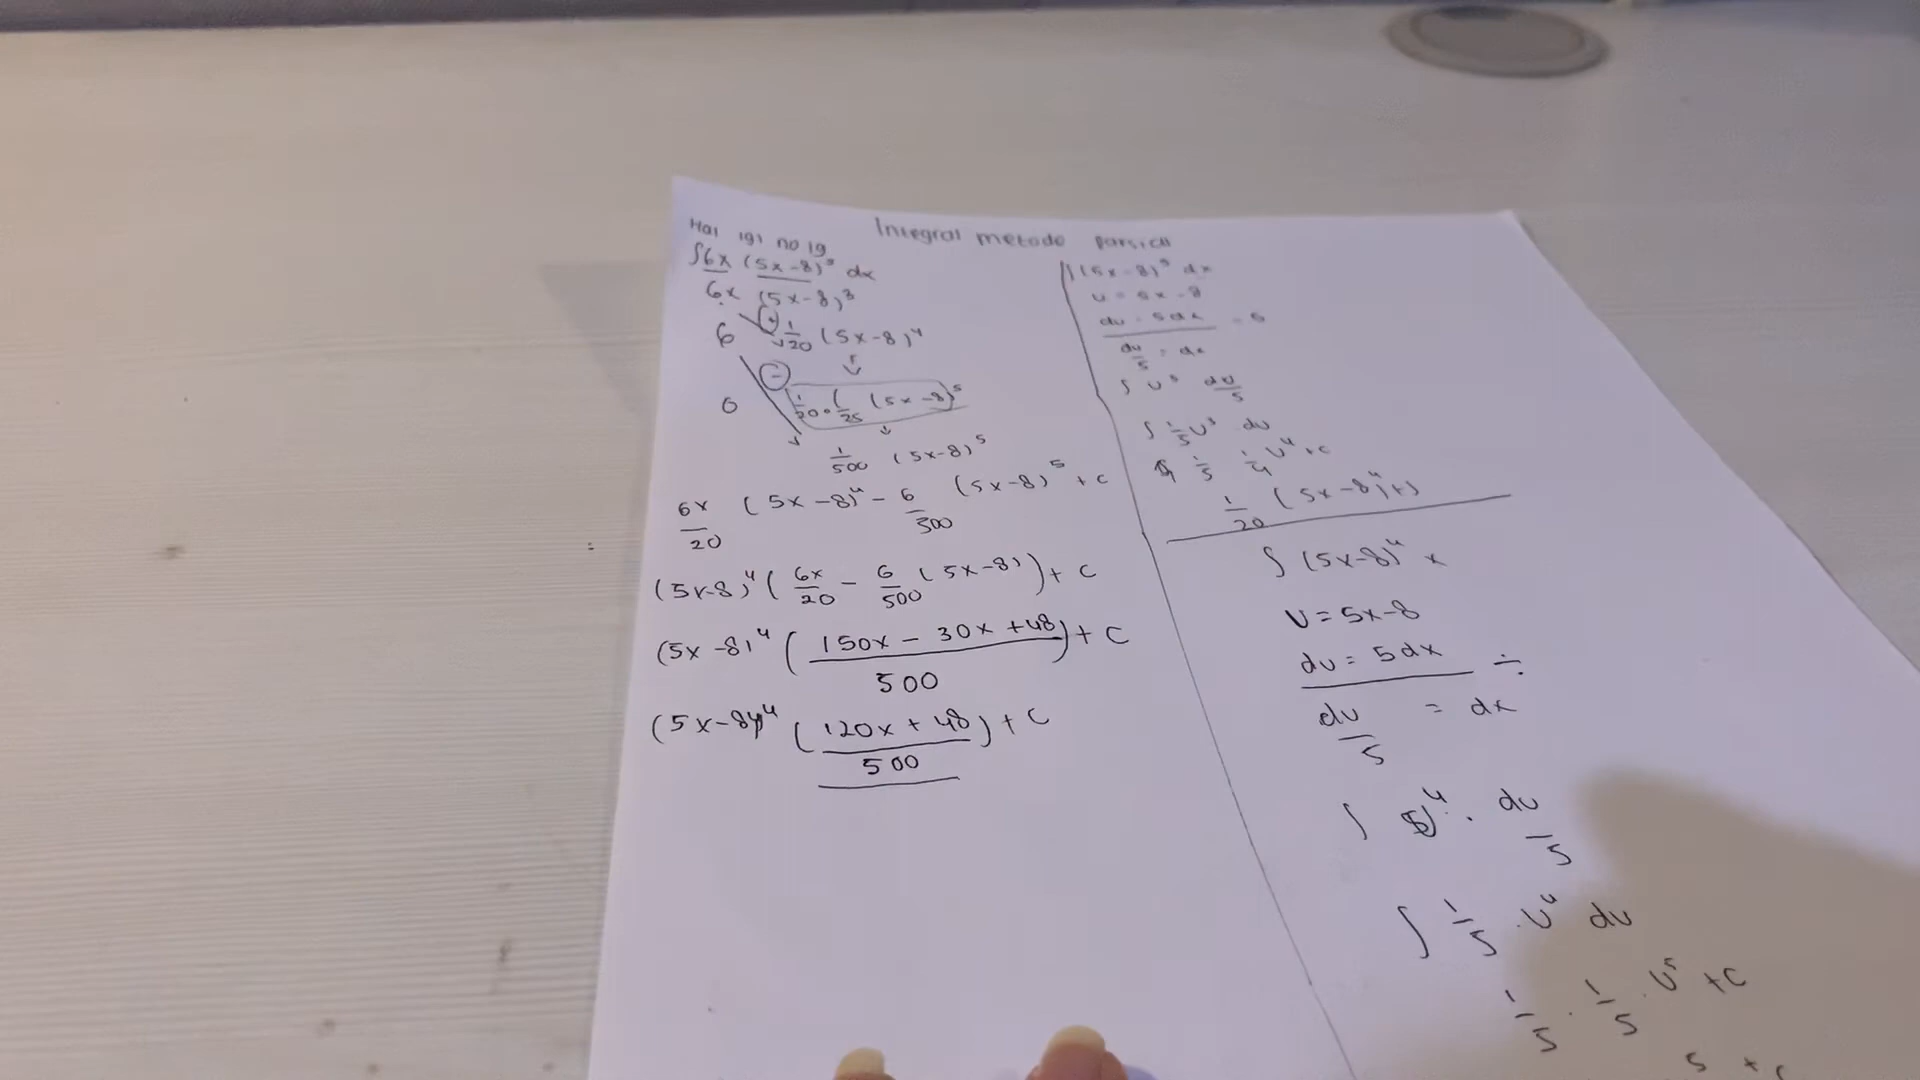 Integral metode parsial
Hal 191 no 19
∫6x (5x-8)³ dx
6x (5x-8)³
6 + 1/20 (5x-8)⁴
0 - 1/20 · 1/25 (5x-8)⁵
1/500 (5x-8)⁵
6x/20 (5x-8)⁴ - 6/500 (5x-8)⁵ + c
(5x-8)⁴ (6x/20 - 6/500 (5x-8)) + c
(5x-8)⁴ (150x - 30x + 48 / 500) + c
(5x-8)⁴ (120x + 48 / 500) + c
∫(5x-8)³ dx
u = 5x-8
du = 5dx
du/5 = dx
∫ u³ du/5
∫ 1/5 u³ du
1/5 1/4 u⁴ + c
1/20 (5x-8)⁴ +
∫ (5x-8)⁴ x
u = 5x-8
du = 5dx ÷
du/5 = dx
∫ u⁴ · du/5
∫ 1/5 · u⁴ du
1/5 · 1/5 · u⁵ + c
5 + c